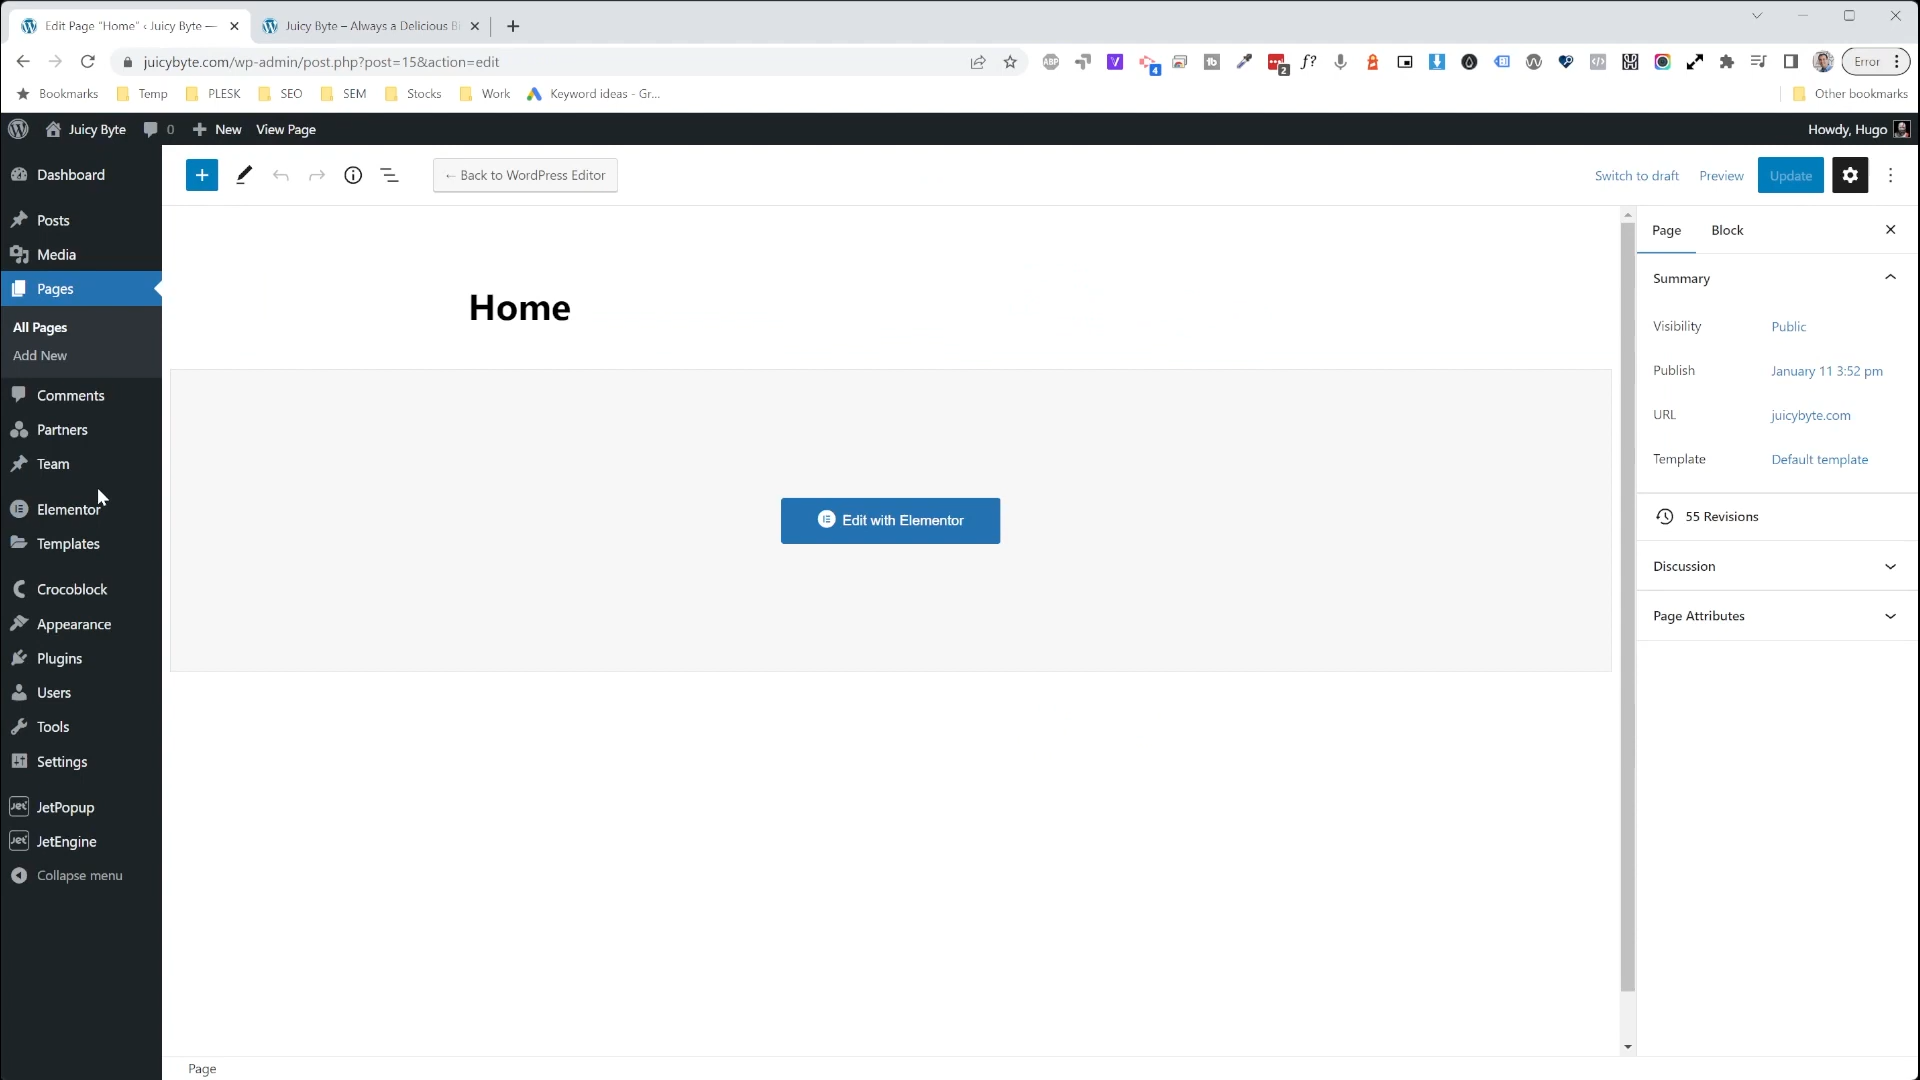 Edit Page "Home" ‹ Juicy Byte —
Juicy Byte – Always a Delicious B
juicybyte.com/wp-admin/post.php?post=15&action=edit
ABP
4
tb
2
f?
Error
Bookmarks
Temp
PLESK
SEO
SEM
Stocks
Work
Keyword ideas - Gr...
Other bookmarks
Juicy Byte
0
New
View Page
Howdy, Hugo
Dashboard
Posts
Media
Pages
All Pages
Add New
Comments
Partners
Team
Elementor
Templates
Crocoblock
Appearance
Plugins
Users
Tools
Settings
JetPopup
JetEngine
Collapse menu
← Back to WordPress Editor
Switch to draft
Preview
Update
Home
Edit with Elementor
Page
Block
Summary
Visibility
Public
Publish
January 11 3:52 pm
URL
juicybyte.com
Template
Default template
55 Revisions
Discussion
Page Attributes
Page